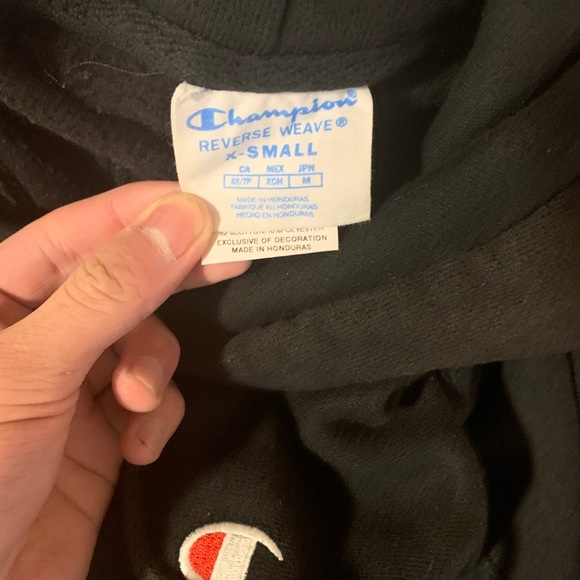 Champion®
REVERSE WEAVE®
X-SMALL
CA MEX JPN
XS/TP XCH M
MADE IN HONDURAS
FABRIQUÉ AU HONDURAS
HECHO EN HONDURAS
EXCLUSIVE OF DECORATION
MADE IN HONDURAS